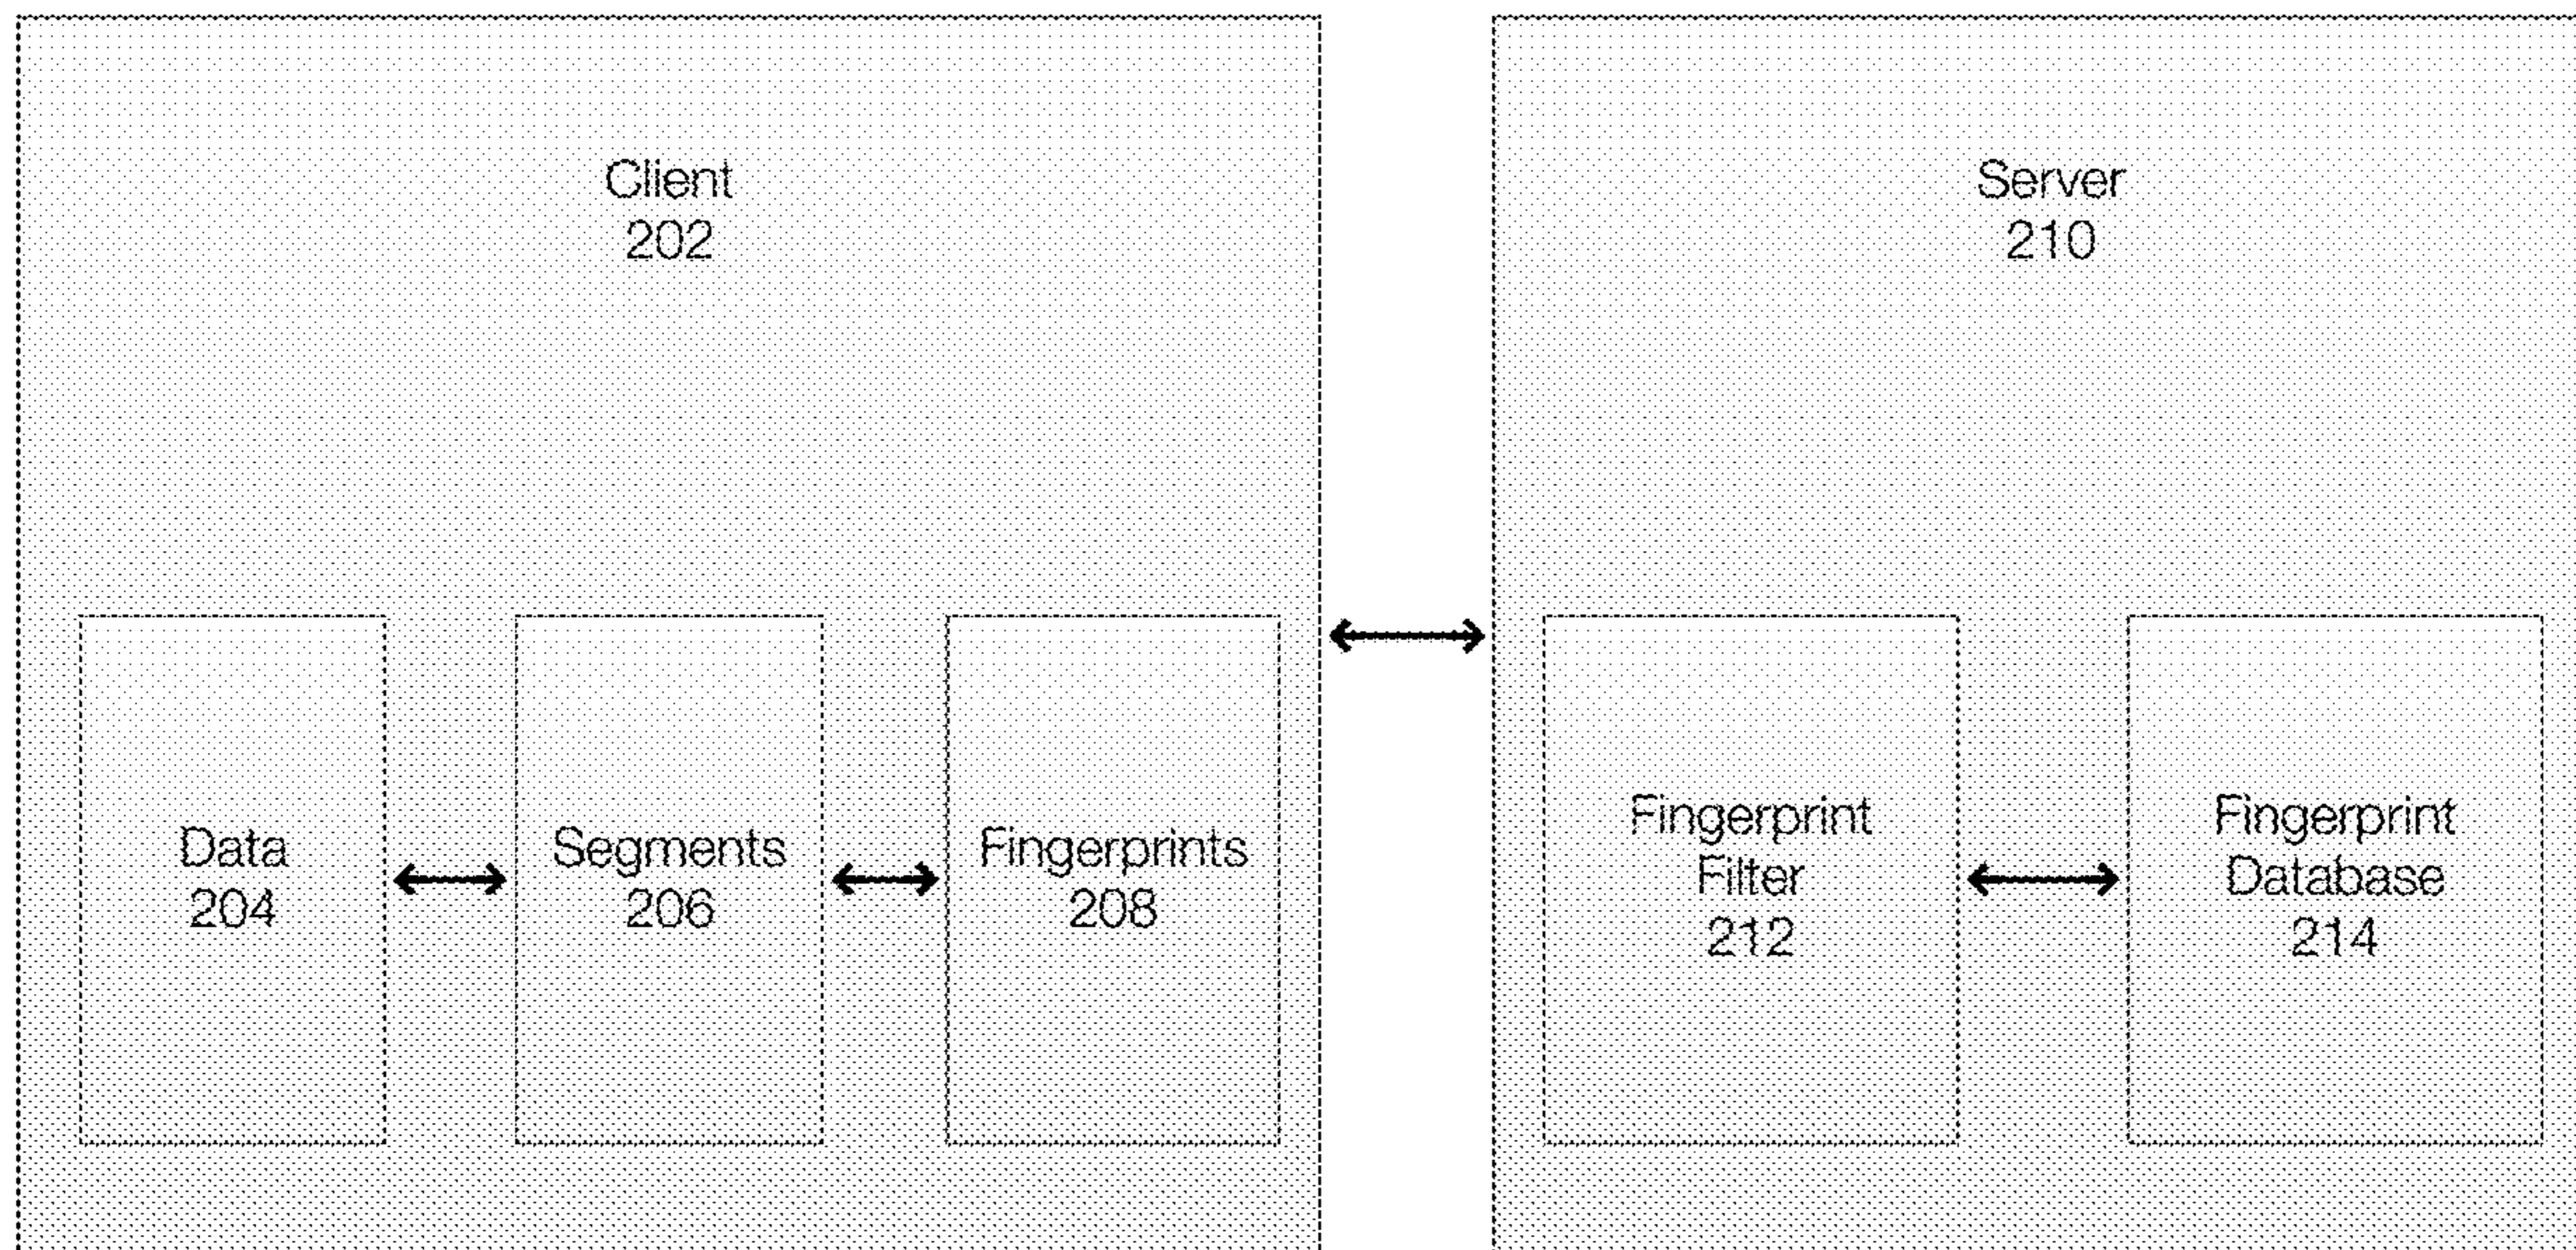 Client
202
Server
210
Data
204
Segments
206
Fingerprints
208
Fingerprint
Filter
212
Fingerprint
Database
214